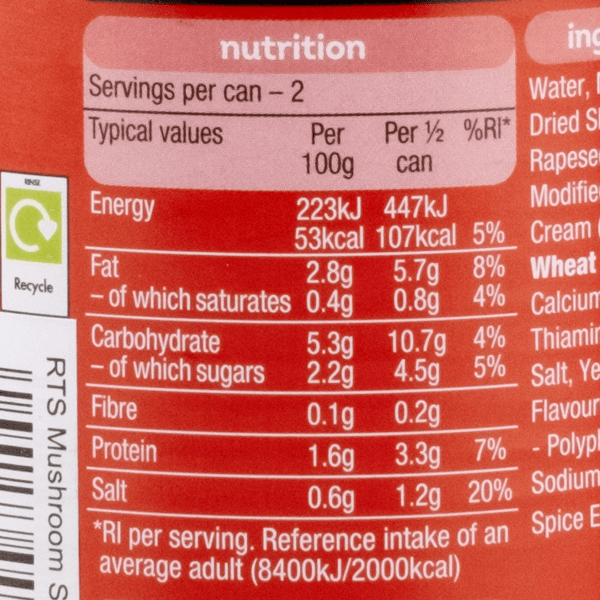 nutrition
Servings per can – 2
Typical values Per 100g Per ½ can %RI*
Energy 223kJ 447kJ
53kcal 107kcal 5%
Fat 2.8g 5.7g 8%
– of which saturates 0.4g 0.8g 4%
Carbohydrate 5.3g 10.7g 4%
– of which sugars 2.2g 4.5g 5%
Fibre 0.1g 0.2g
Protein 1.6g 3.3g 7%
Salt 0.6g 1.2g 20%
*RI per serving. Reference intake of an
average adult (8400kJ/2000kcal)
ing
Water,
Dried S
Rapese
Modifie
Cream (
Wheat
Calcium
Thiamin
Salt, Ye
Flavour
- Polyph
Sodium
Spice E
RINSE
Recycle
RTS Mushroom S